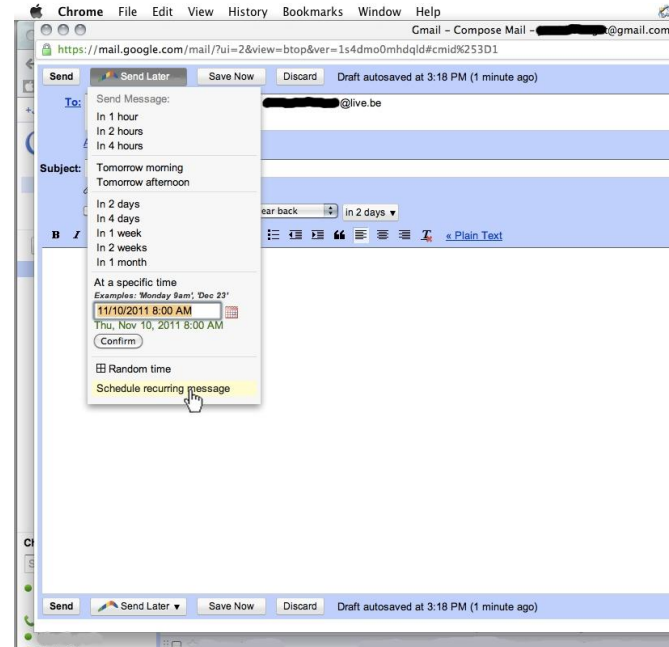 Chrome File Edit View History Bookmarks Window Help
Gmail – Compose Mail – @gmail.com
https://mail.google.com/mail/?ui=2&view=btop&ver=1s4dmo0mhdqld#cmid%253D1
Send Send Later Save Now Discard Draft autosaved at 3:18 PM (1 minute ago)
To: @live.be
Send Message:
In 1 hour
In 2 hours
In 4 hours
Subject:
Tomorrow morning
Tomorrow afternoon
In 2 days
In 4 days
In 1 week
In 2 weeks
In 1 month
ear back in 2 days ▾
B I « Plain Text
At a specific time
Examples: 'Monday 9am', 'Dec 23'
11/10/2011 8:00 AM
Thu, Nov 10, 2011 8:00 AM
Confirm
Random time
Schedule recurring message
Send Send Later ▾ Save Now Discard Draft autosaved at 3:18 PM (1 minute ago)